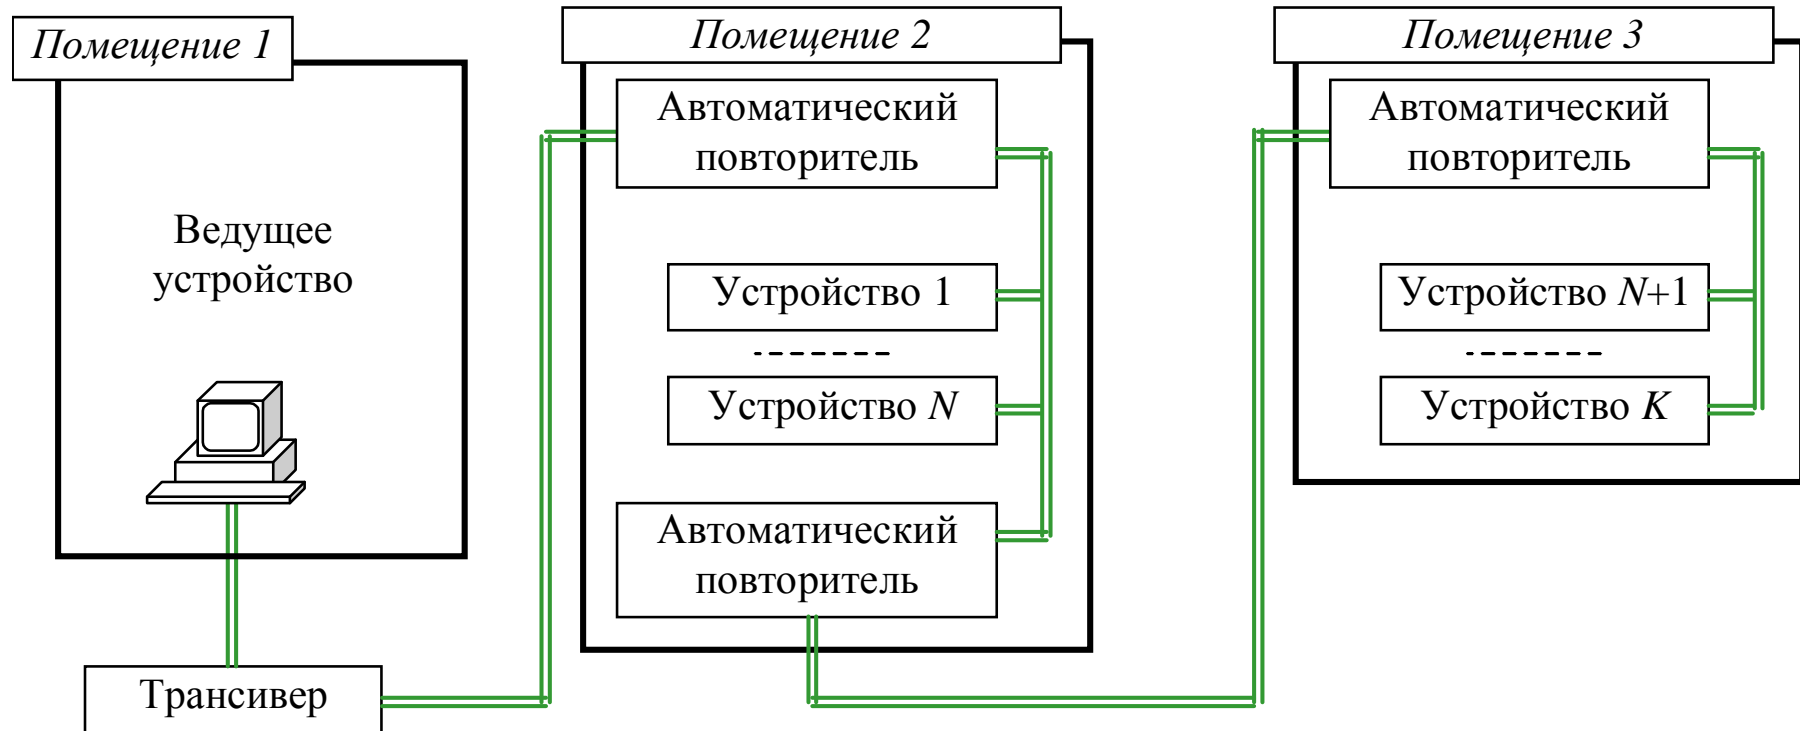 Помещение 1
Ведущее
устройство
Трансивер
Помещение 2
Автоматический
повторитель
Устройство 1
Устройство N
Автоматический
повторитель
Помещение 3
Автоматический
повторитель
Устройство N+1
Устройство K